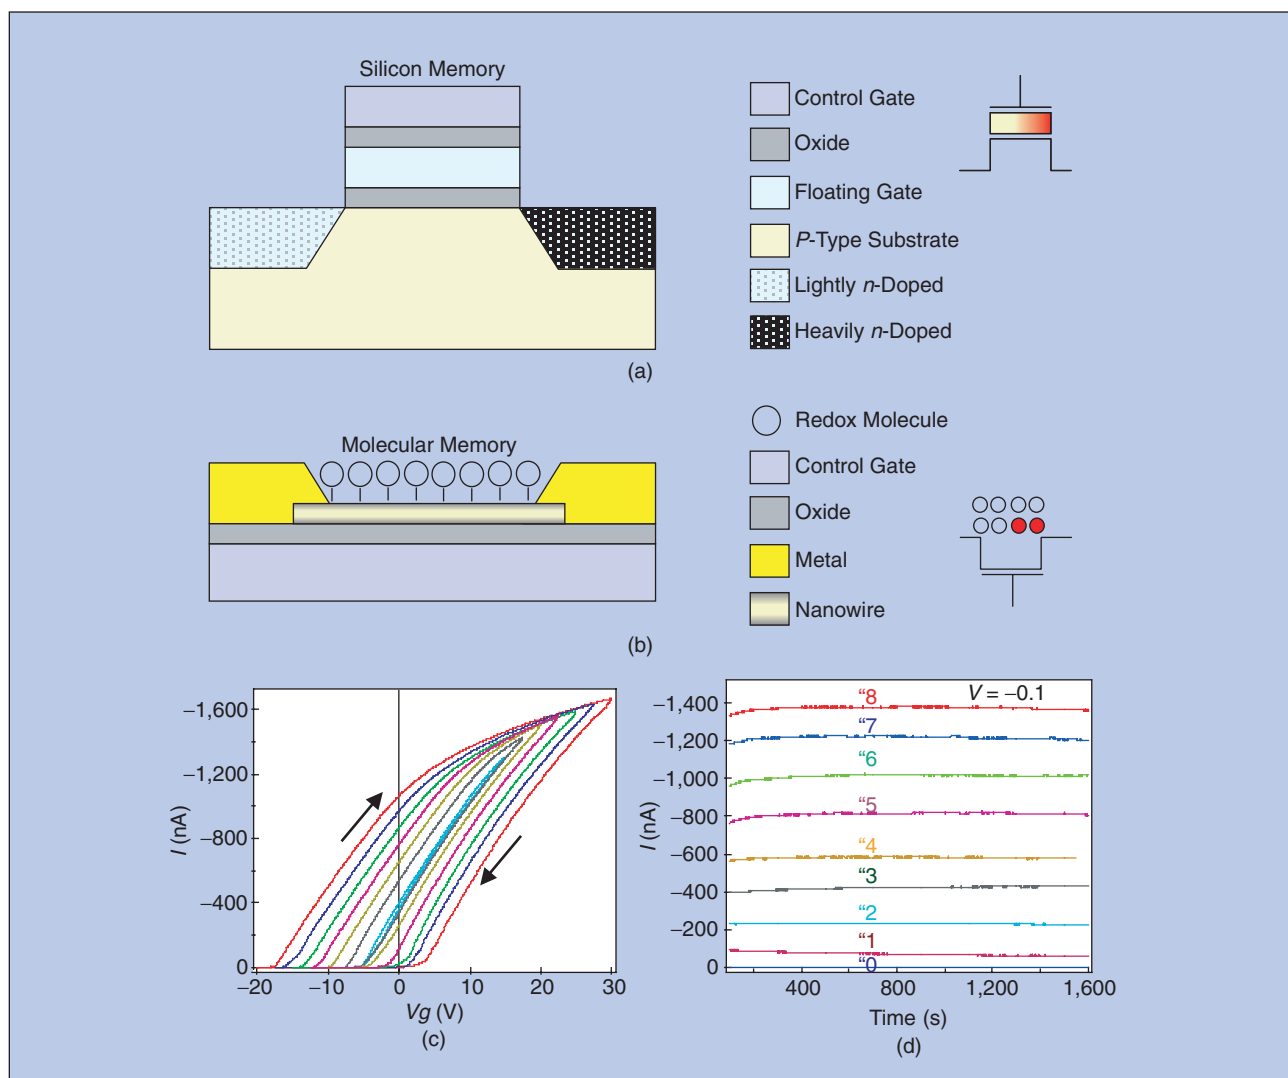 Silicon Memory
Control Gate
Oxide
Floating Gate
P-Type Substrate
Lightly n-Doped
Heavily n-Doped
(a)
Molecular Memory
Redox Molecule
Control Gate
Oxide
Metal
Nanowire
(b)
I (nA)
−1,600
−1,200
−800
−400
0
−20
−10
0
10
20
30
Vg (V)
(c)
I (nA)
−1,400
−1,200
−1,000
−800
−600
−400
−200
0
V = −0.1
“8
“7
“6
“5
“4
“3
“2
“1
“0
400
800
1,200
1,600
Time (s)
(d)